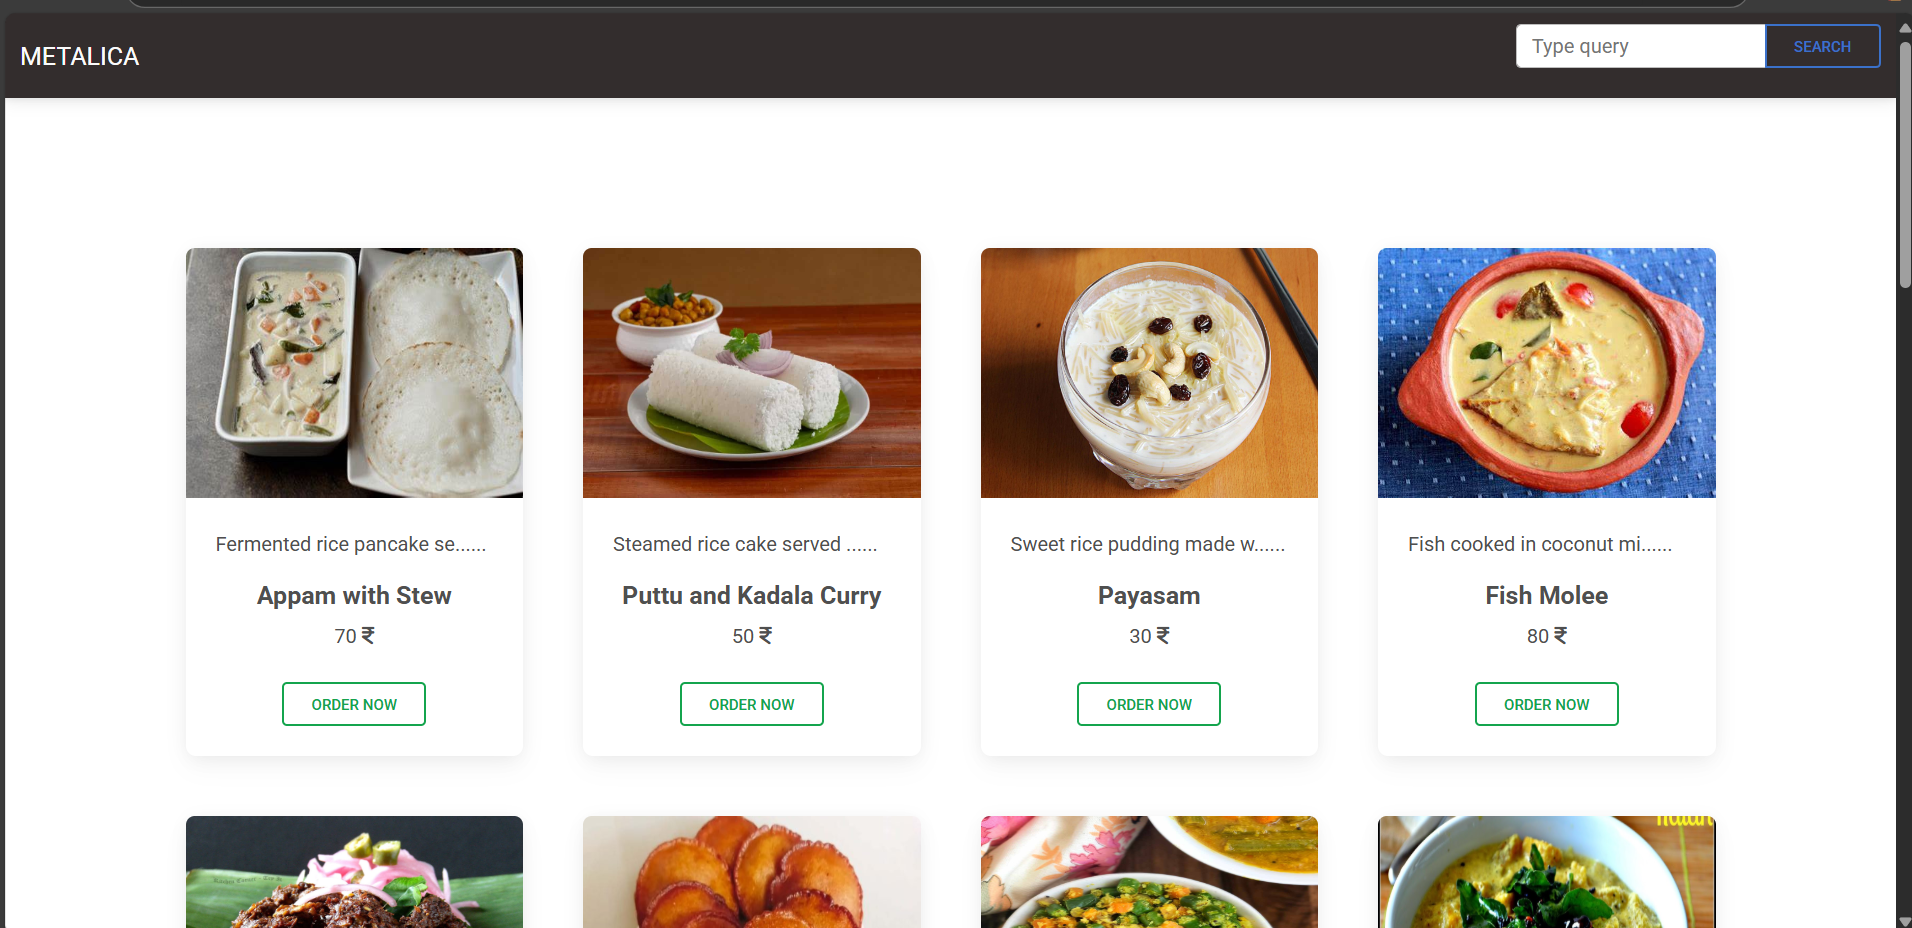 METALICA
Type query
SEARCH
Fermented rice pancake se......
Steamed rice cake served ......
Sweet rice pudding made w......
Fish cooked in coconut mi......
Appam with Stew
Puttu and Kadala Curry
Payasam
Fish Molee
70 ₹
50 ₹
30 ₹
80 ₹
ORDER NOW
ORDER NOW
ORDER NOW
ORDER NOW